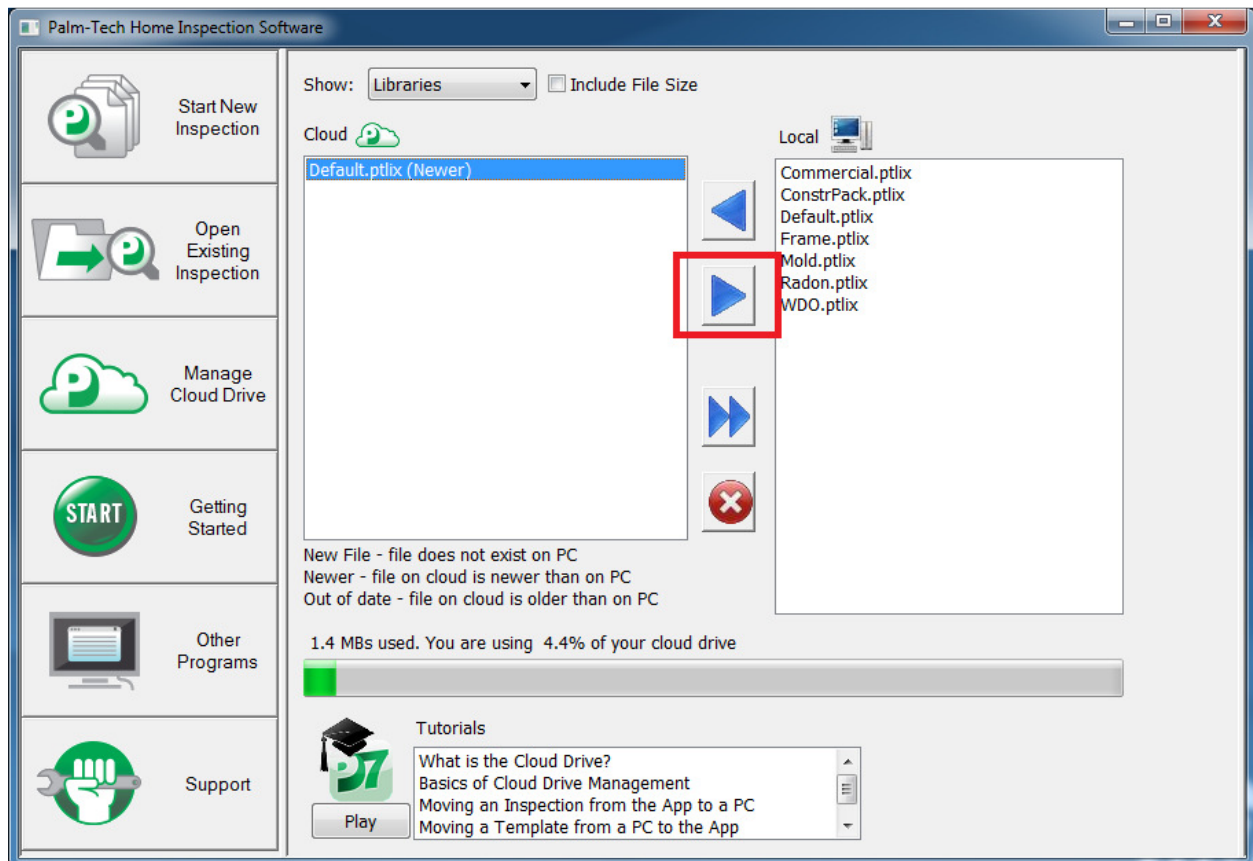 Palm-Tech Home Inspection Software
Start New
Inspection
Open
Existing
Inspection
Manage
Cloud Drive
START
Getting
Started
Other
Programs
Support
Show: Libraries Include File Size
Cloud P
Default.ptlix (Newer)
Local
Commercial.ptlix
ConstrPack.ptlix
Default.ptlix
Frame.ptlix
Mold.ptlix
Radon.ptlix
WDO.ptlix
New File - file does not exist on PC
Newer - file on cloud is newer than on PC
Out of date - file on cloud is older than on PC
1.4 MBs used. You are using 4.4% of your cloud drive
P7
Play
Tutorials
What is the Cloud Drive?
Basics of Cloud Drive Management
Moving an Inspection from the App to a PC
Moving a Template from a PC to the App